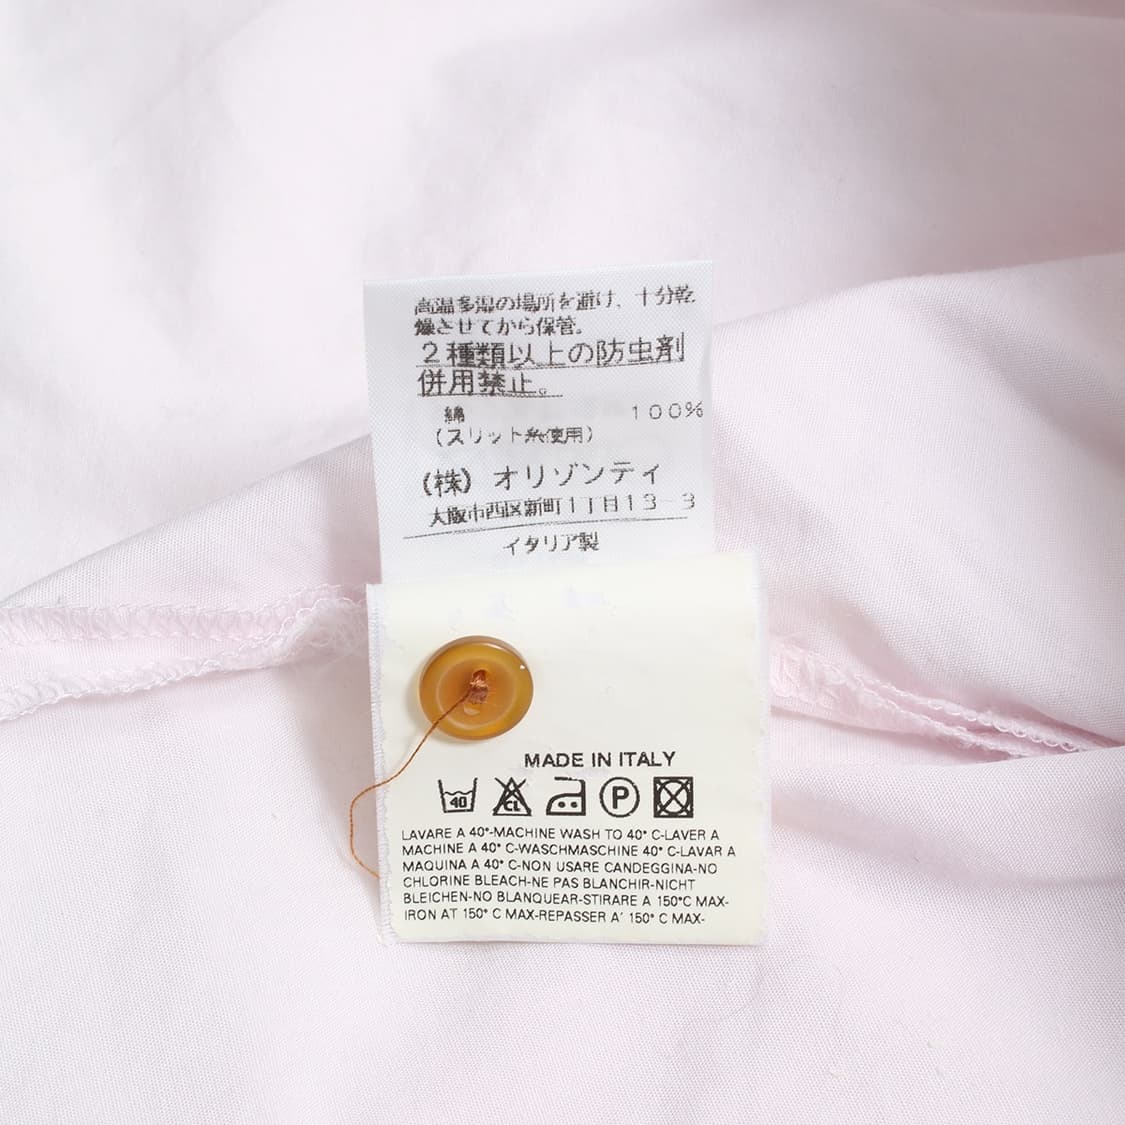 高温多湿の場所を避け、十分乾
燥させてから保管。
2種類以上の防虫剤
併用禁止。
綿 100%
(スリット糸使用)
(株) オリゾンティ
大阪市西区新町1丁目13-3
イタリア製
MADE IN ITALY
40 CL P
LAVARE A 40°-MACHINE WASH TO 40° C-LAVER A
MACHINE A 40° C-WASCHMASCHINE 40° C-LAVAR A
MAQUINA A 40° C-NON USARE CANDEGGINA-NO
CHLORINE BLEACH-NE PAS BLANCHIR-NICHT
BLEICHEN-NO BLANQUEAR-STIRARE A 150°C MAX-
IRON AT 150° C MAX-REPASSER A' 150° C MAX-